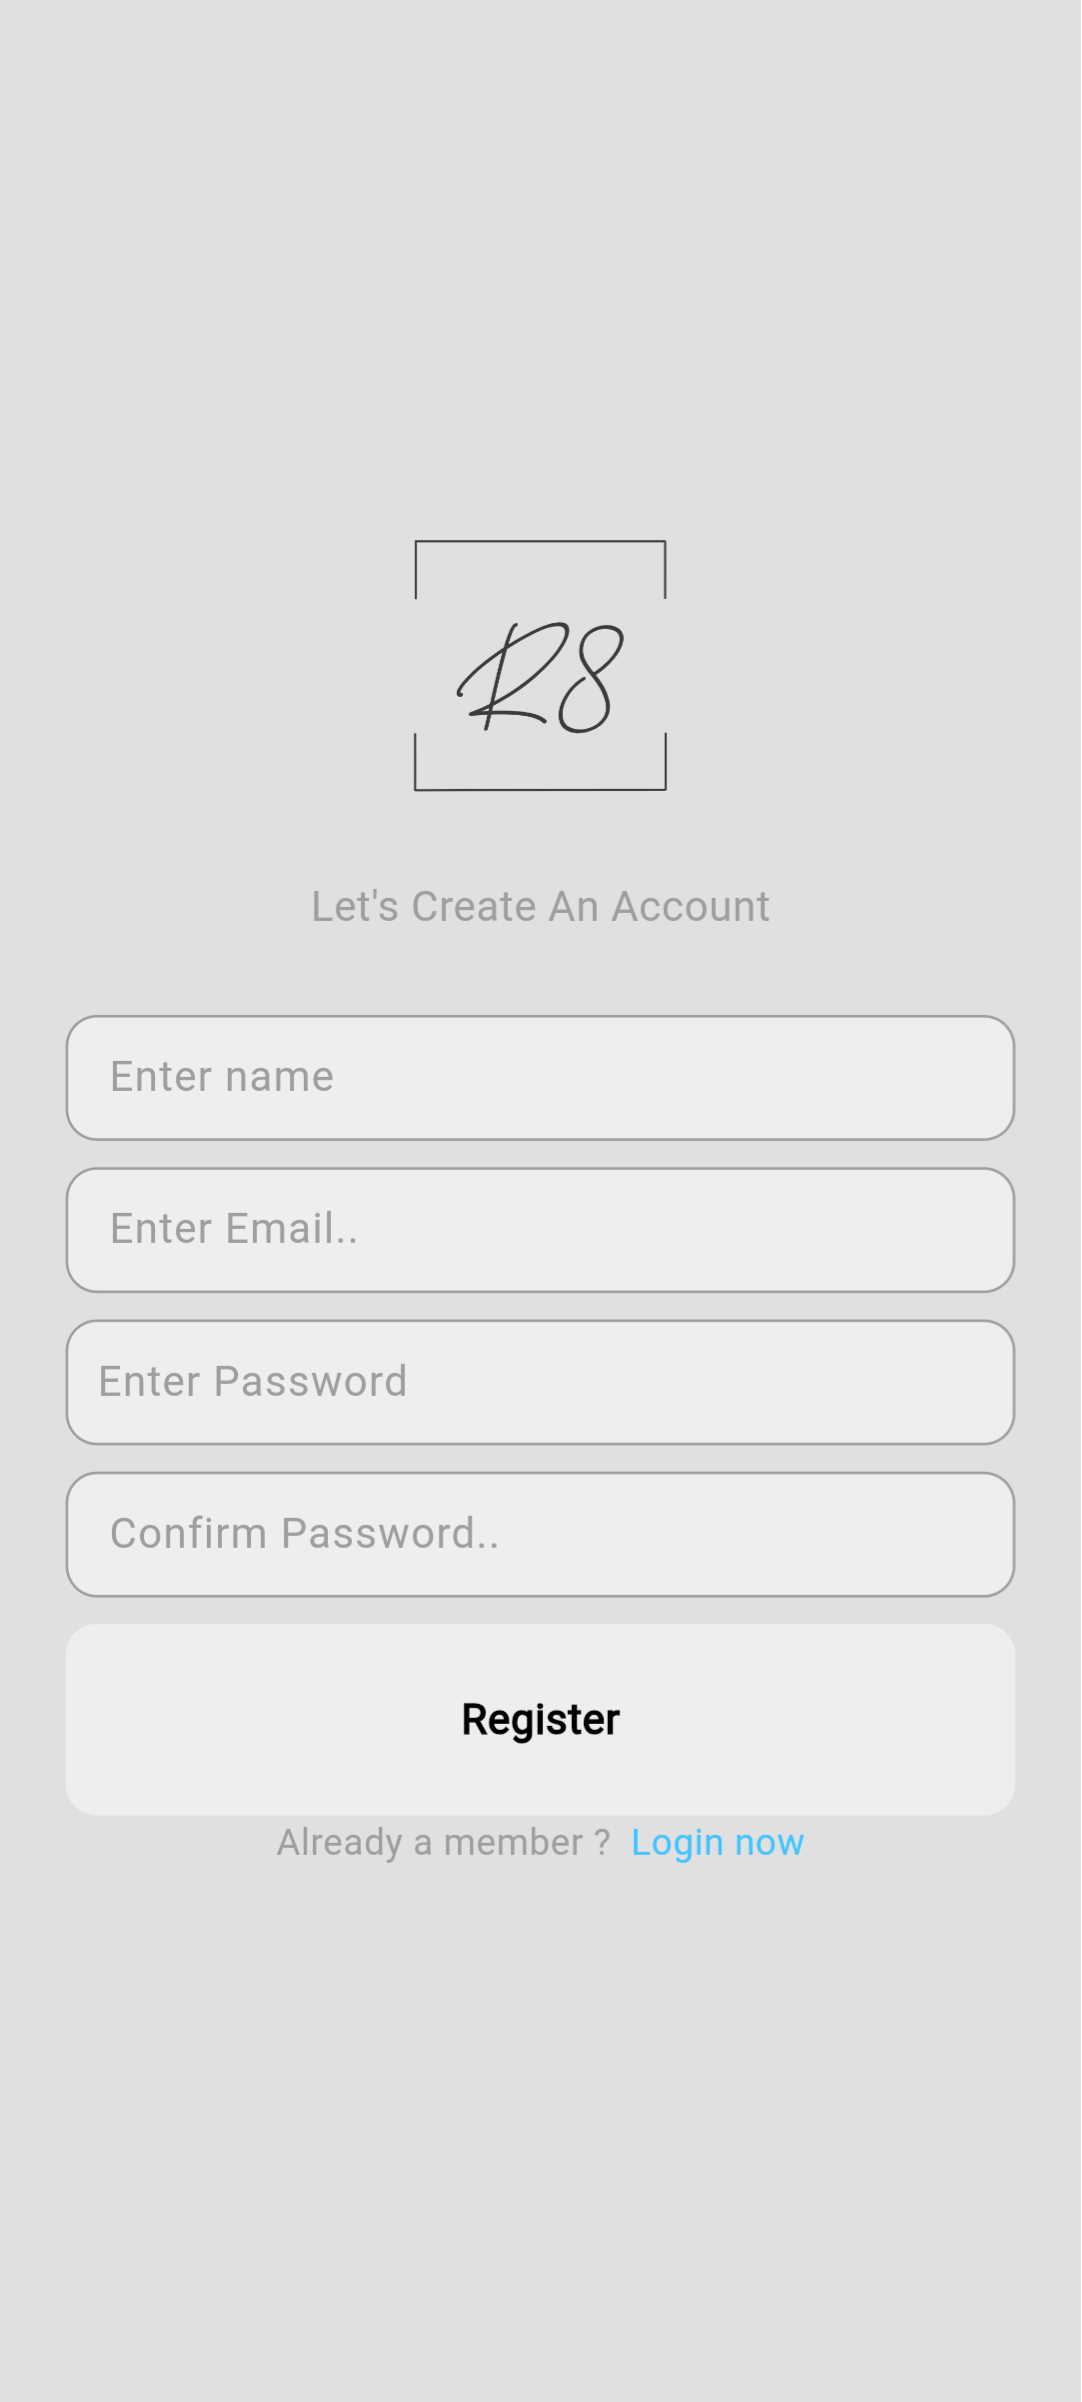 R8
Let's Create An Account
Enter name
Enter Email..
Enter Password
Confirm Password..
Register
Already a member ? Login now